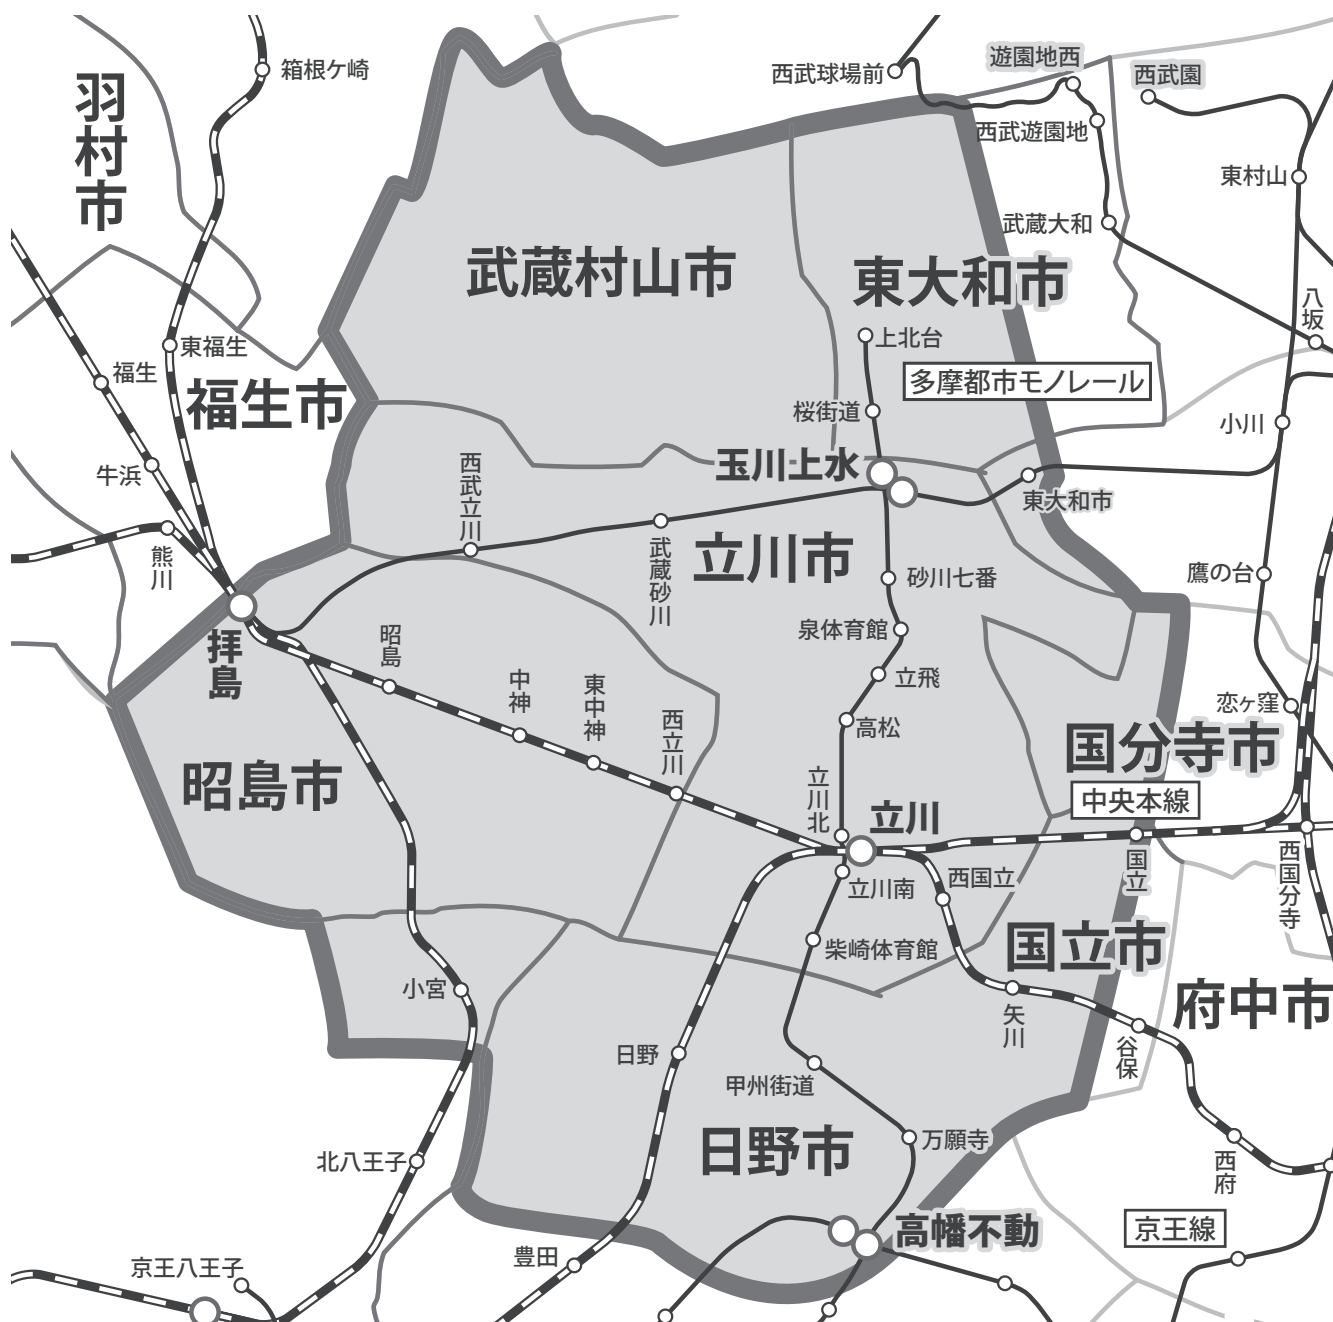 箱根ケ崎
西武球場前
遊園地西
西武園
羽村市
西武遊園地
東村山
武蔵大和
武蔵村山市
東大和市
八坂
上北台
東福生
福生
多摩都市モノレール
福生市
桜街道
小川
玉川上水
牛浜
西武立川
東大和市
武蔵砂川
立川市
熊川
砂川七番
鷹の台
泉体育館
拝島
昭島
立飛
中神
東中神
恋ヶ窪
西立川
高松
国分寺市
昭島市
立川北
中央本線
立川
国立
西国分寺
立川南
西国立
柴崎体育館
国立市
小宮
府中市
矢川
谷保
日野
甲州街道
日野市
万願寺
北八王子
西府
高幡不動
京王線
豊田
京王八王子